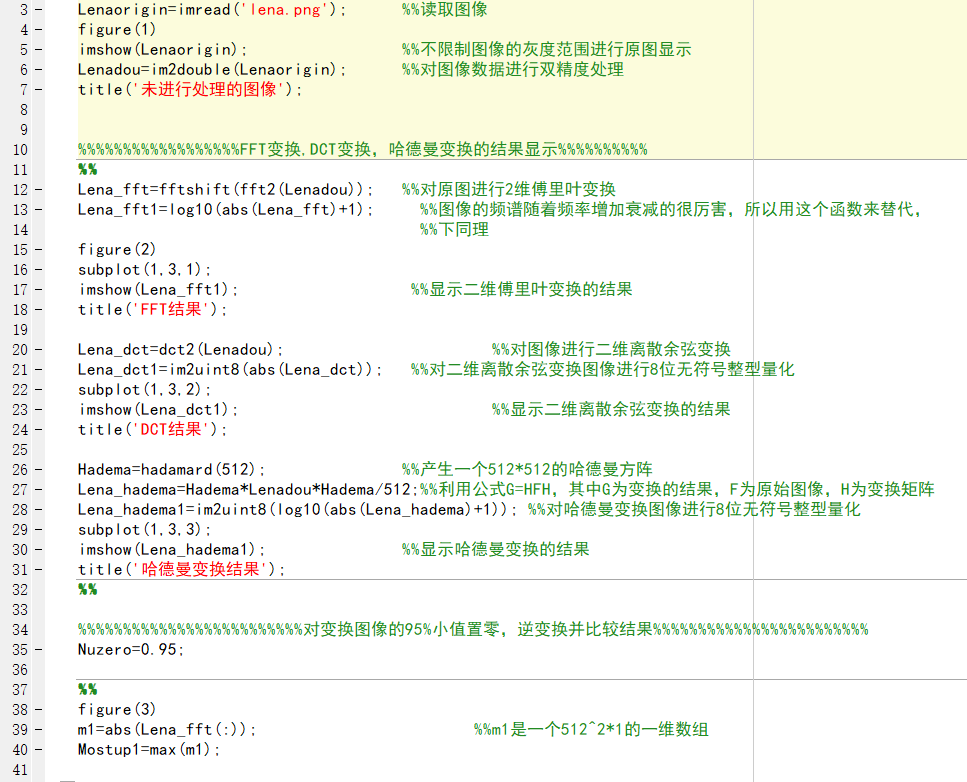 3 - Lenaorigin=imread('lena.png'); %%读取图像
4 - figure(1)
5 - imshow(Lenaorigin); %%不限制图像的灰度范围进行原图显示
6 - Lenadou=im2double(Lenaorigin); %%对图像数据进行双精度处理
7 - title('未进行处理的图像');
8
9
10 %%%%%%%%%%%%%%%%%%FFT变换,DCT变换，哈德曼变换的结果显示%%%%%%%%%%
11 %%
12 - Lena_fft=fftshift(fft2(Lenadou)); %%对原图进行2维傅里叶变换
13 - Lena_fft1=log10(abs(Lena_fft)+1); %%图像的频谱随着频率增加衰减的很厉害，所以用这个函数来替代，
14 %%下同理
15 - figure(2)
16 - subplot(1,3,1);
17 - imshow(Lena_fft1); %%显示二维傅里叶变换的结果
18 - title('FFT结果');
19
20 - Lena_dct=dct2(Lenadou); %%对图像进行二维离散余弦变换
21 - Lena_dct1=im2uint8(abs(Lena_dct)); %%对二维离散余弦变换图像进行8位无符号整型量化
22 - subplot(1,3,2);
23 - imshow(Lena_dct1); %%显示二维离散余弦变换的结果
24 - title('DCT结果');
25
26 - Hadema=hadamard(512); %%产生一个512*512的哈德曼方阵
27 - Lena_hadema=Hadema*Lenadou*Hadema/512;%%利用公式G=HFH，其中G为变换的结果，F为原始图像，H为变换矩阵
28 - Lena_hadema1=im2uint8(log10(abs(Lena_hadema)+1)); %%对哈德曼变换图像进行8位无符号整型量化
29 - subplot(1,3,3);
30 - imshow(Lena_hadema1); %%显示哈德曼变换的结果
31 - title('哈德曼变换结果');
32 %%
33
34 %%%%%%%%%%%%%%%%%%%%%%%%%对变换图像的95%小值置零，逆变换并比较结果%%%%%%%%%%%%%%%%%%%%%%%%
35 - Nuzero=0.95;
36
37 %%
38 - figure(3)
39 - m1=abs(Lena_fft(:)); %%m1是一个512^2*1的一维数组
40 - Mostup1=max(m1);
41